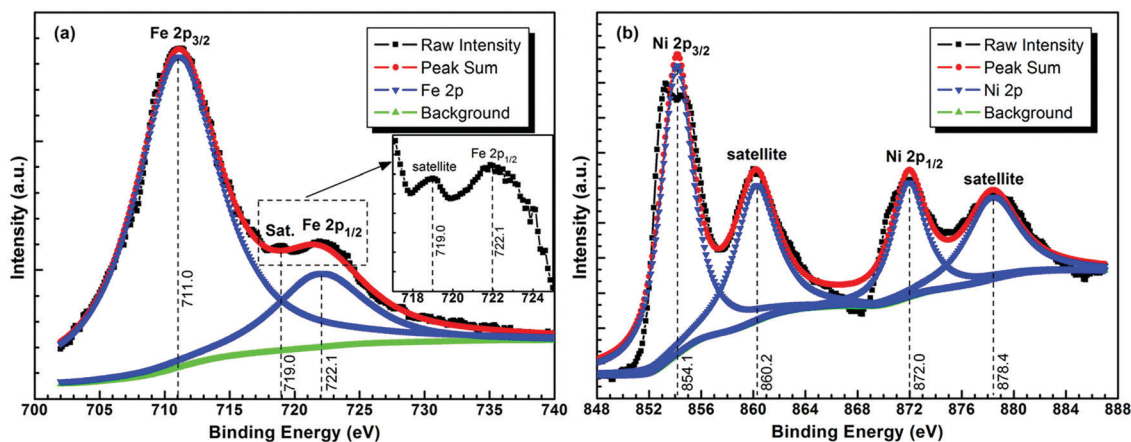 (a)
Fe 2p3/2
Raw Intensity
Peak Sum
Fe 2p
Background
satellite
Fe 2p1/2
719.0
722.1
718 720 722 724
Sat.
Fe 2p1/2
711.0
719.0
722.1
Intensity (a.u.)
700 705 710 715 720 725 730 735 740
Binding Energy (eV)
(b)
Ni 2p3/2
Raw Intensity
Peak Sum
Ni 2p
Background
satellite
Ni 2p1/2
satellite
854.1
860.2
872.0
878.4
Intensity (a.u.)
848 852 856 860 864 868 872 876 880 884 888
Binding Energy (eV)